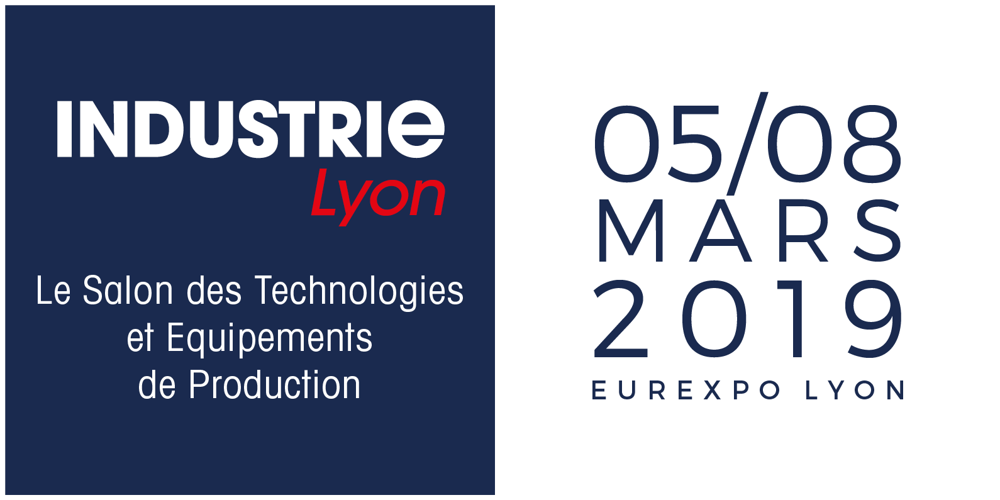 INDUSTRIe
Lyon
Le Salon des Technologies
et Equipements
de Production
05/08
MARS
2019
EUREXPO LYON